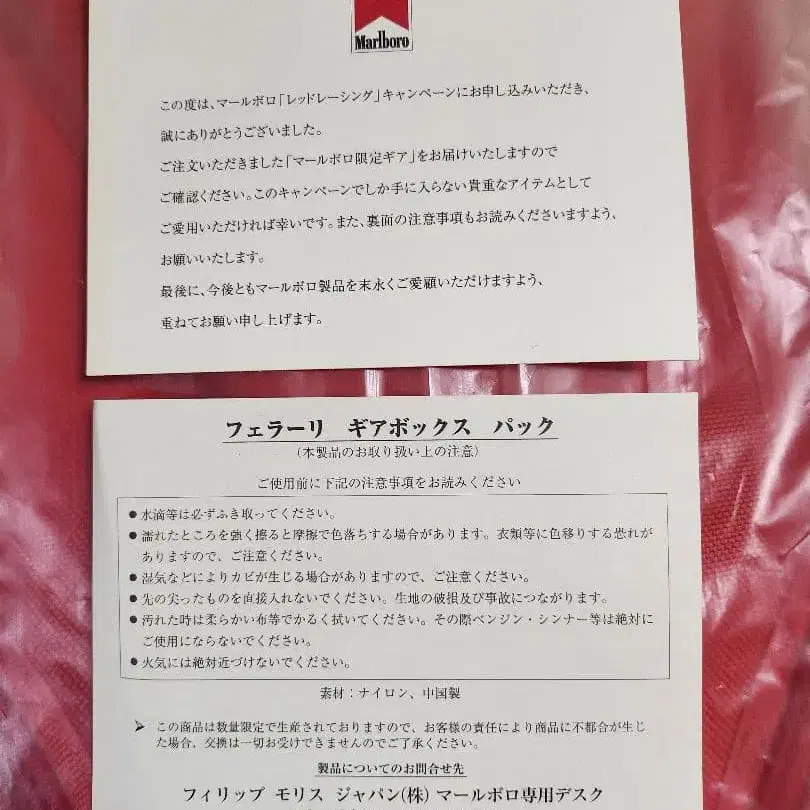 Marlboro
この度は、マールボロ「レッドレーシング」キャンペーンにお申し込みいただき、
誠にありがとうございました。
ご注文いただきました「マールボロ限定ギア」をお届けいたしますので
ご確認ください。このキャンペーンでしか手に入らない貴重なアイテムとして
ご愛用いただければ幸いです。また、裏面の注意事項もお読みくださいますよう、
お願いいたします。
最後に、今後ともマールボロ製品を末永くご愛顧いただけますよう、
重ねてお願い申し上げます。
フェラーリ ギアボックス パック
(本製品のお取り扱い上の注意)
ご使用前に下記の注意事項をお読みください
●水滴等は必ずふき取ってください。
●濡れたところを強く擦ると摩擦で色落ちする場合があります。衣類等に色移りする恐れが
ありますので、ご注意ください。
●湿気などによりカビが生じる場合がありますので、ご注意ください。
●先の尖ったものを直接入れないでください。生地の破損及び事故につながります。
●汚れた時は柔らかい布等でかるく拭いてください。その際ベンジン・シンナー等は絶対に
ご使用にならないでください。
●火気には絶対近づけないでください。
素材：ナイロン、中国製
➢ この商品は数量限定で生産されておりますので、お客様の責任により商品に不都合が生じ
た場合、交換は一切お受けできませんのでご了承ください。
製品についてのお問合せ先
フィリップ モリス ジャパン(株) マールボロ専用デスク